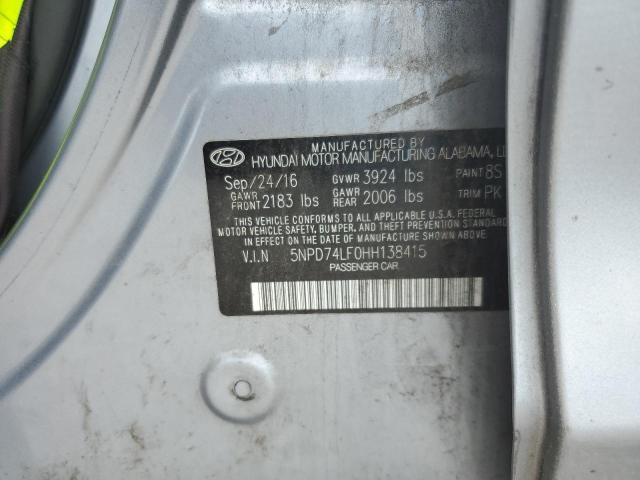 MANUFACTURED BY
HYUNDAI MOTOR MANUFACTURING ALABAMA,
Sep/24/16 GVWR 3924 lbs PAINT 8S
GAWR FRONT 2183 lbs GAWR REAR 2006 lbs TRIM PK
THIS VEHICLE CONFORMS TO ALL APPLICABLE U.S.A. FEDERAL
MOTOR VEHICLE SAFETY, BUMPER, AND THEFT PREVENTION STANDARDS
IN EFFECT ON THE DATE OF MANUFACTURE SHOWN ABOVE.
V.I.N 5NPD74LF0HH138415
PASSENGER CAR